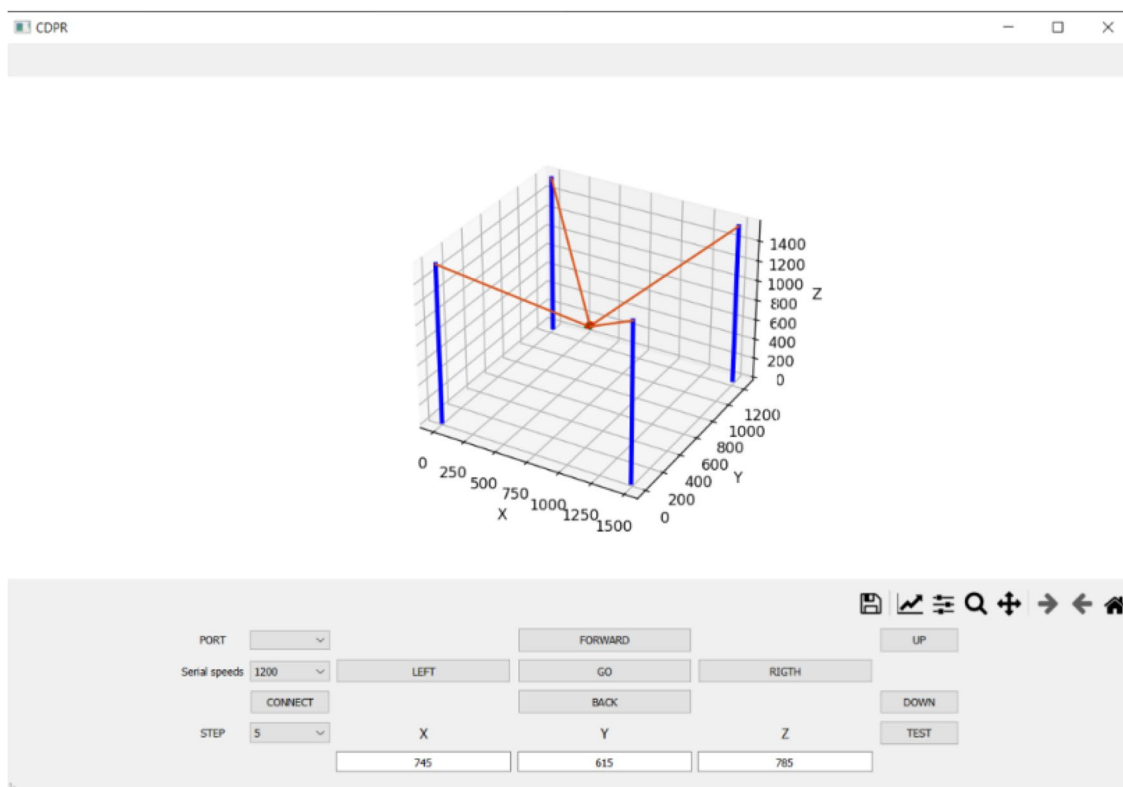 CDPR
1400
1200
1000
800
600
400
200
0
Z
1200
1000
800
600
400
200
0
Y
0
250
500
750
1000
1250
1500
X
PORT
FORWARD
UP
Serial speeds 1200
LEFT
GO
RIGTH
CONNECT
BACK
DOWN
STEP 5
X
Y
Z
TEST
745
615
785